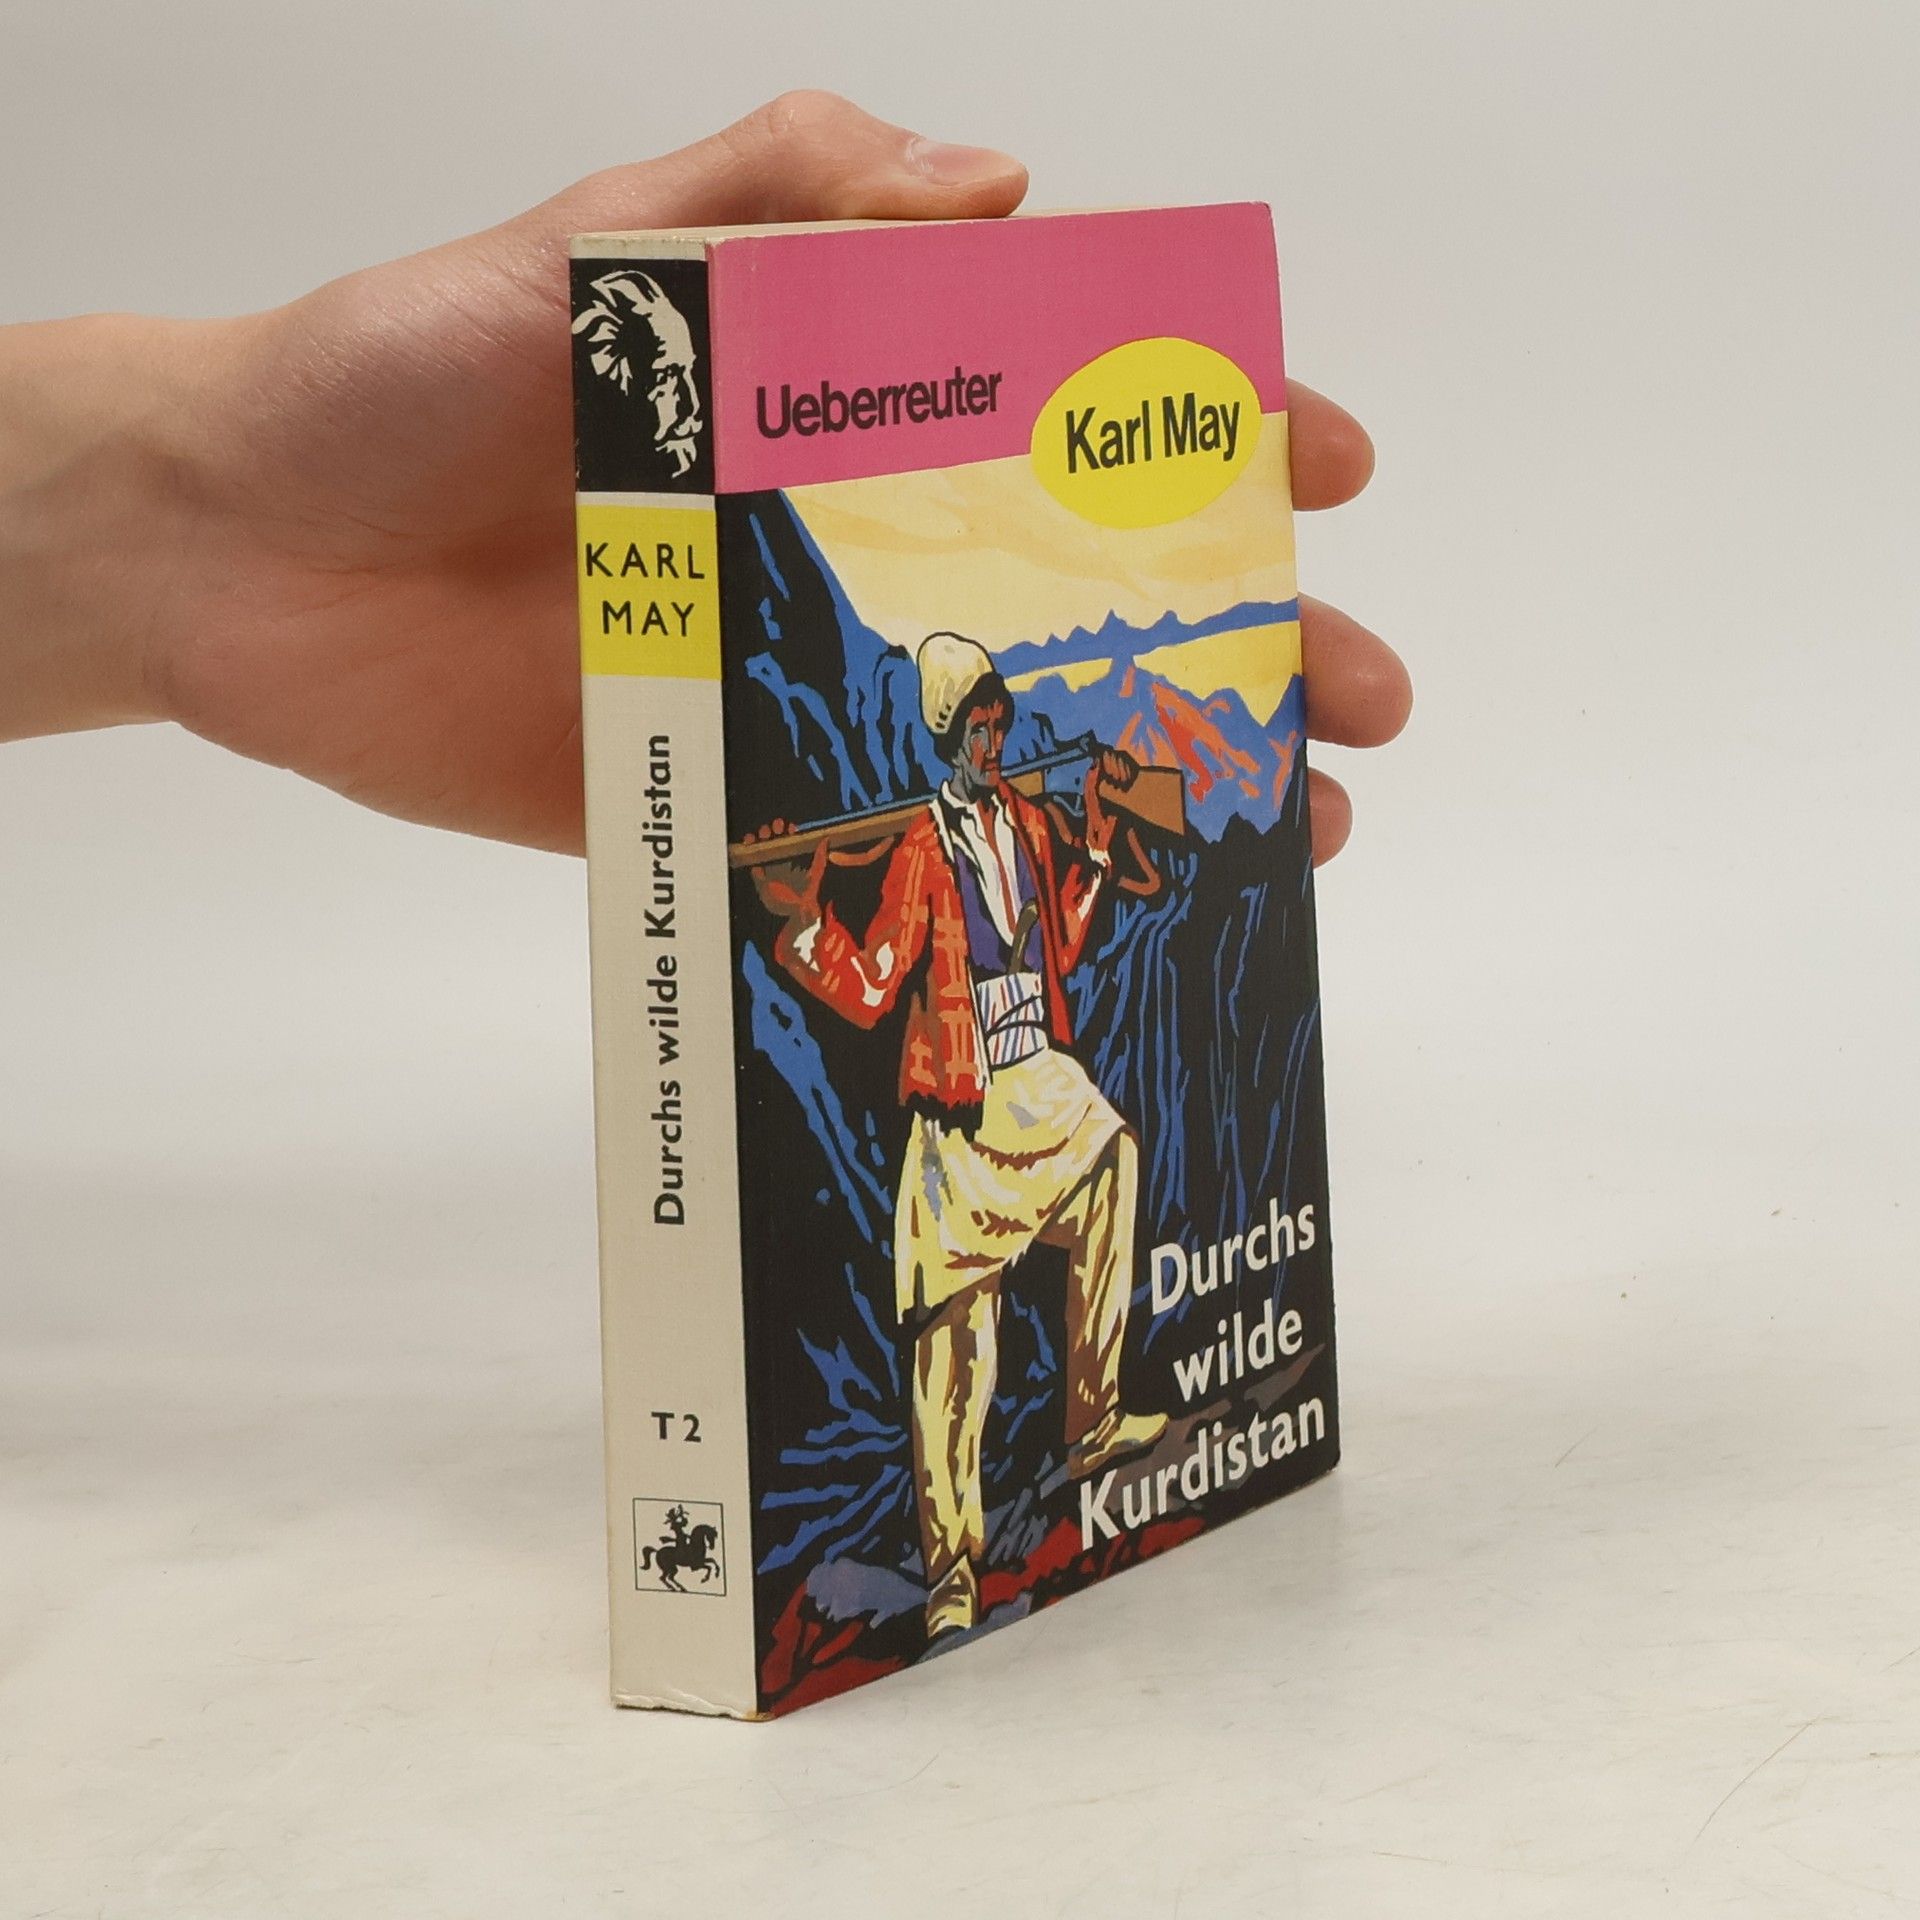 KARL
MAY
Durchs wilde Kurdistan
T 2
Ueberreuter
Karl May
Durchs
wilde
Kurdistan